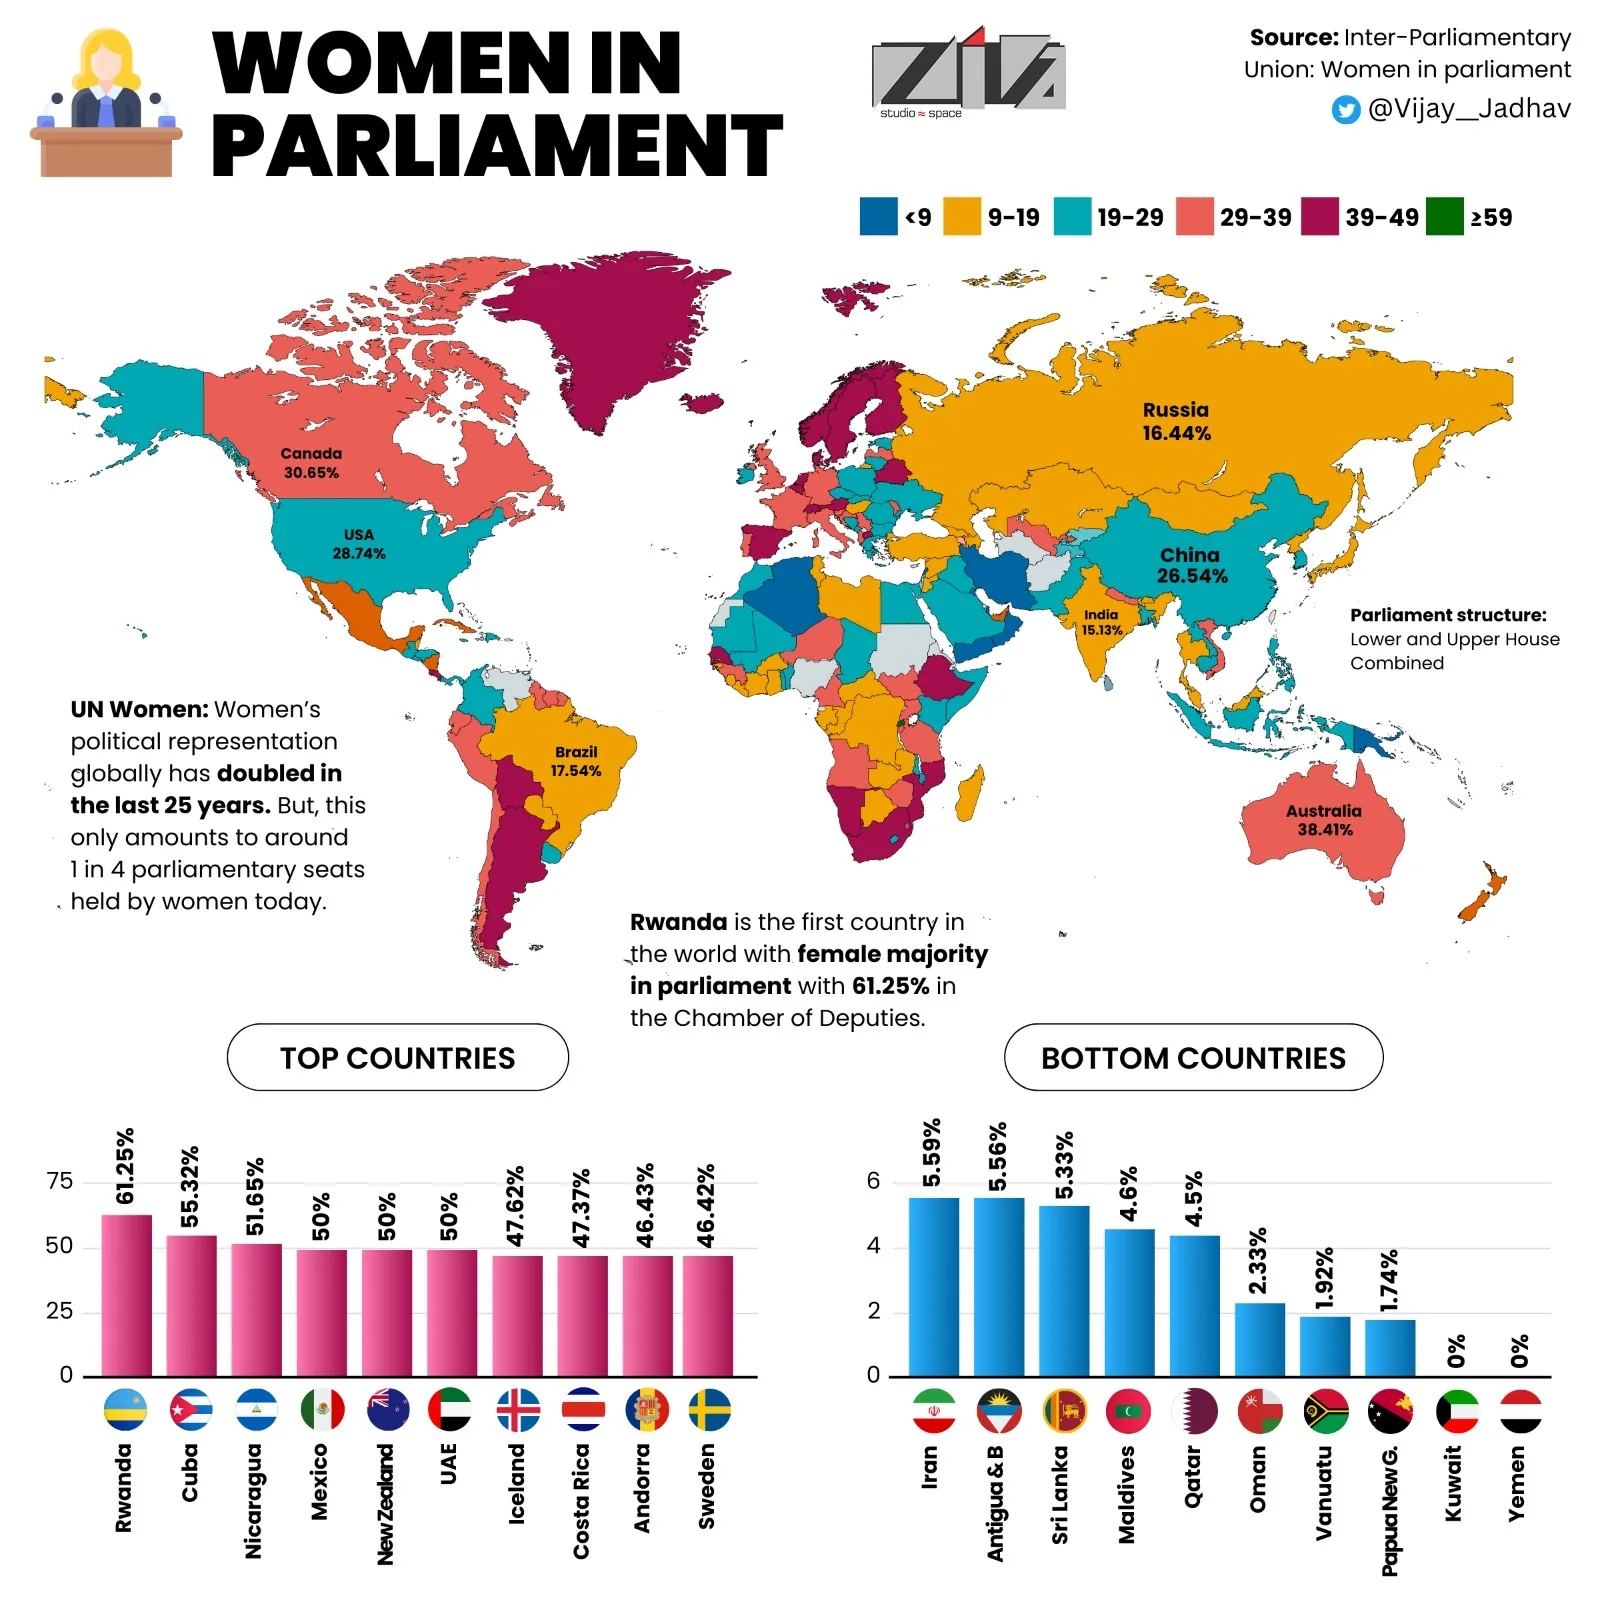 WOMEN IN
PARLIAMENT
ZIVA
studio ≈ space
Source: Inter-Parliamentary
Union: Women in parliament
@Vijay__Jadhav
<9 9-19 19-29 29-39 39-49 ≥59
Canada
30.65%
USA
28.74%
Brazil
17.54%
Russia
16.44%
China
26.54%
India
15.13%
Australia
38.41%
Parliament structure:
Lower and Upper House
Combined
UN Women: Women's
political representation
globally has doubled in
the last 25 years. But, this
only amounts to around
1 in 4 parliamentary seats
held by women today.
Rwanda is the first country in
the world with female majority
in parliament with 61.25% in
the Chamber of Deputies.
TOP COUNTRIES
75
50
25
0
61.25%
55.32%
51.65%
50%
50%
50%
47.62%
47.37%
46.43%
46.42%
Rwanda
Cuba
Nicaragua
Mexico
New Zealand
UAE
Iceland
Costa Rica
Andorra
Sweden
BOTTOM COUNTRIES
6
4
2
0
5.59%
5.56%
5.33%
4.6%
4.5%
2.33%
1.92%
1.74%
0%
0%
Iran
Antigua & B
Sri Lanka
Maldives
Qatar
Oman
Vanuatu
Papua New G.
Kuwait
Yemen